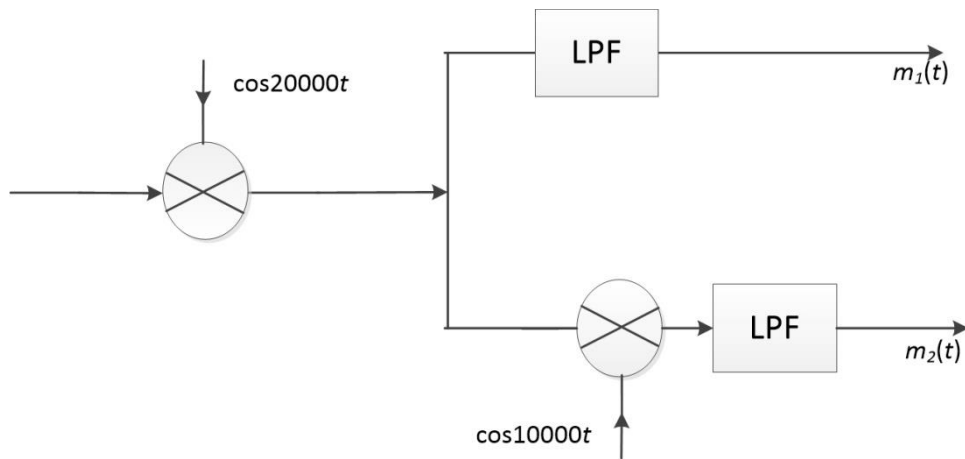 LPF
m₁(t)
cos20000t
LPF
m₂(t)
cos10000t